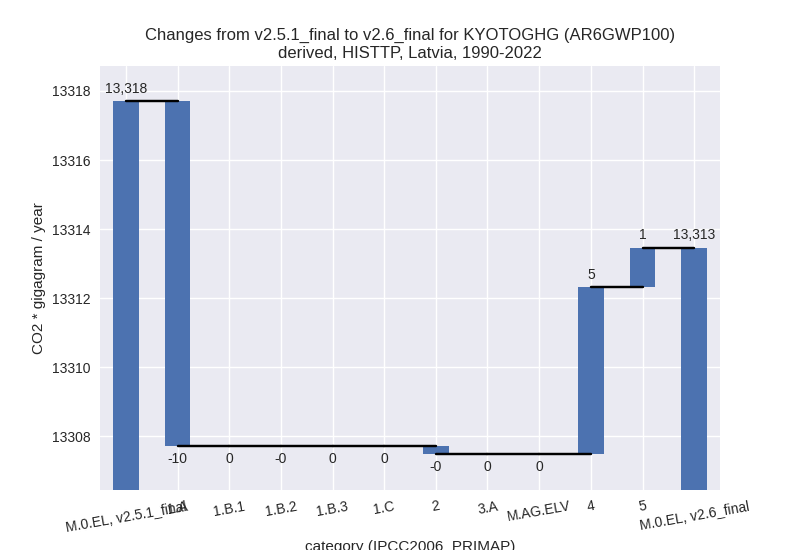 Changes from v2.5.1_final to v2.6_final for KYOTOGHG (AR6GWP100)
derived, HISTTP, Latvia, 1990-2022
CO2 * gigagram / year
13318
13316
13314
13312
13310
13308
13,318
-10
0
-0
0
0
-0
0
0
5
1
13,313
M.0.EL, v2.5.1_final
1.A
1.B.1
1.B.2
1.B.3
1.C
2
3.A
M.AG.ELV
4
5
M.0.EL, v2.6_final
category (IPCC2006_PRIMAP)